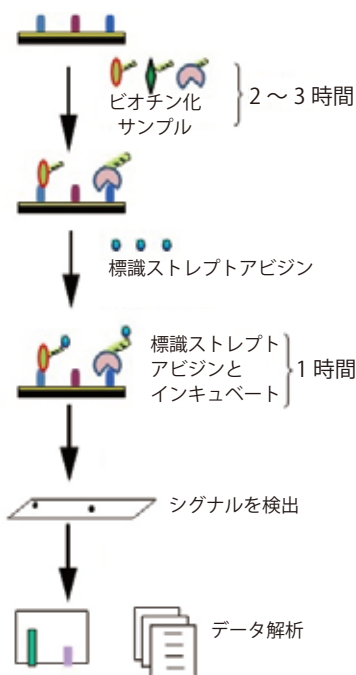 ビオチン化
サンプル
2 ~ 3 時間
標識ストレプトアビジン
標識ストレプト
アビジンと
インキュベート
1 時間
シグナルを検出
データ解析